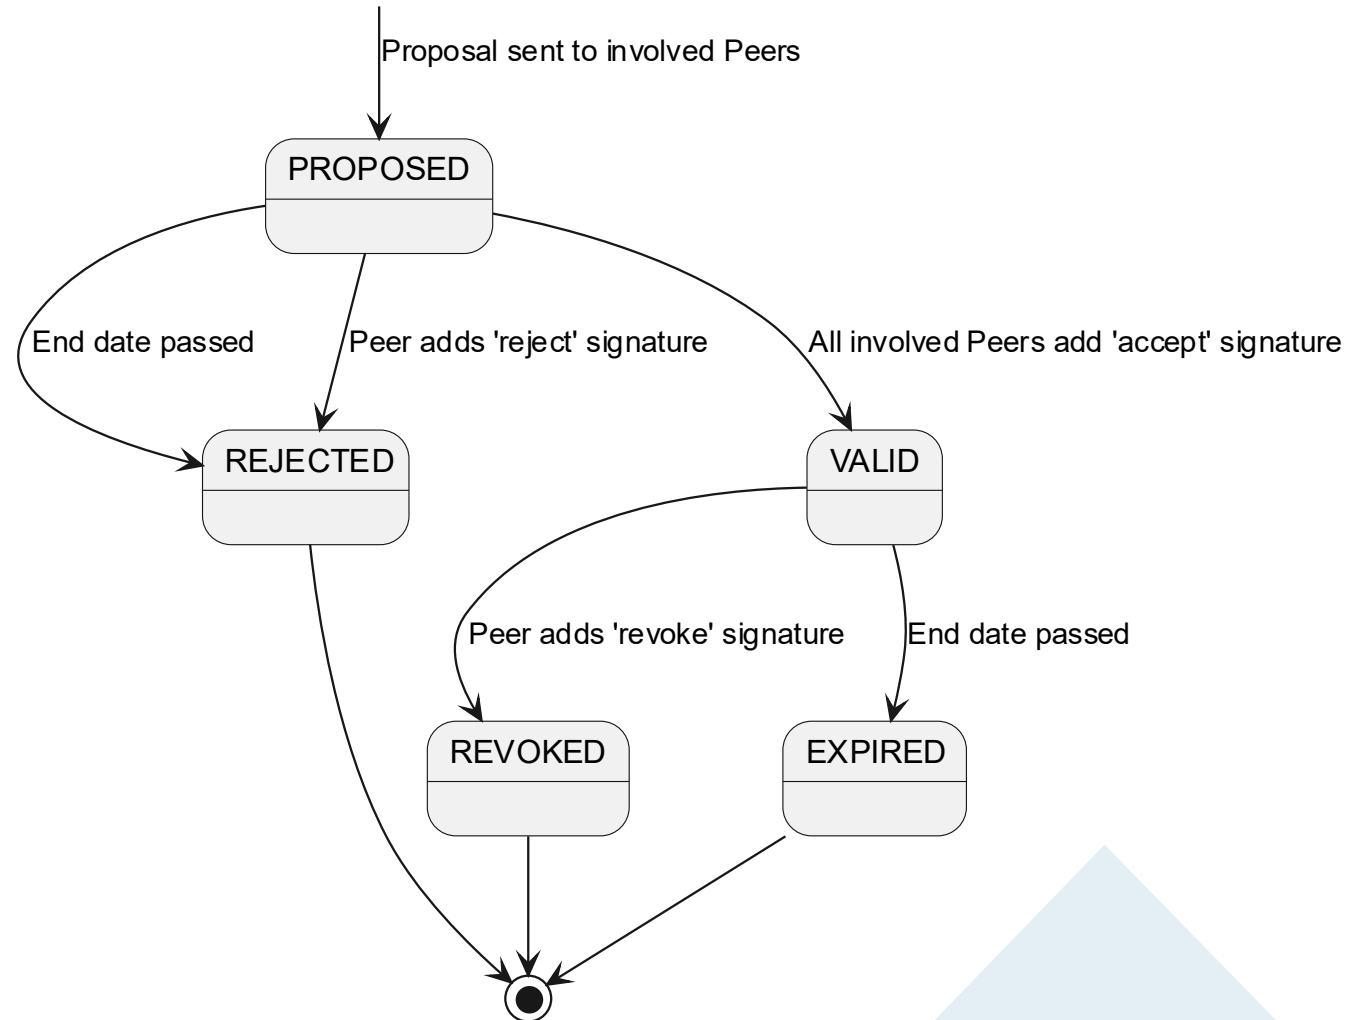 Proposal sent to involved Peers
PROPOSED
End date passed
Peer adds 'reject' signature
All involved Peers add 'accept' signature
REJECTED
VALID
Peer adds 'revoke' signature
End date passed
REVOKED
EXPIRED